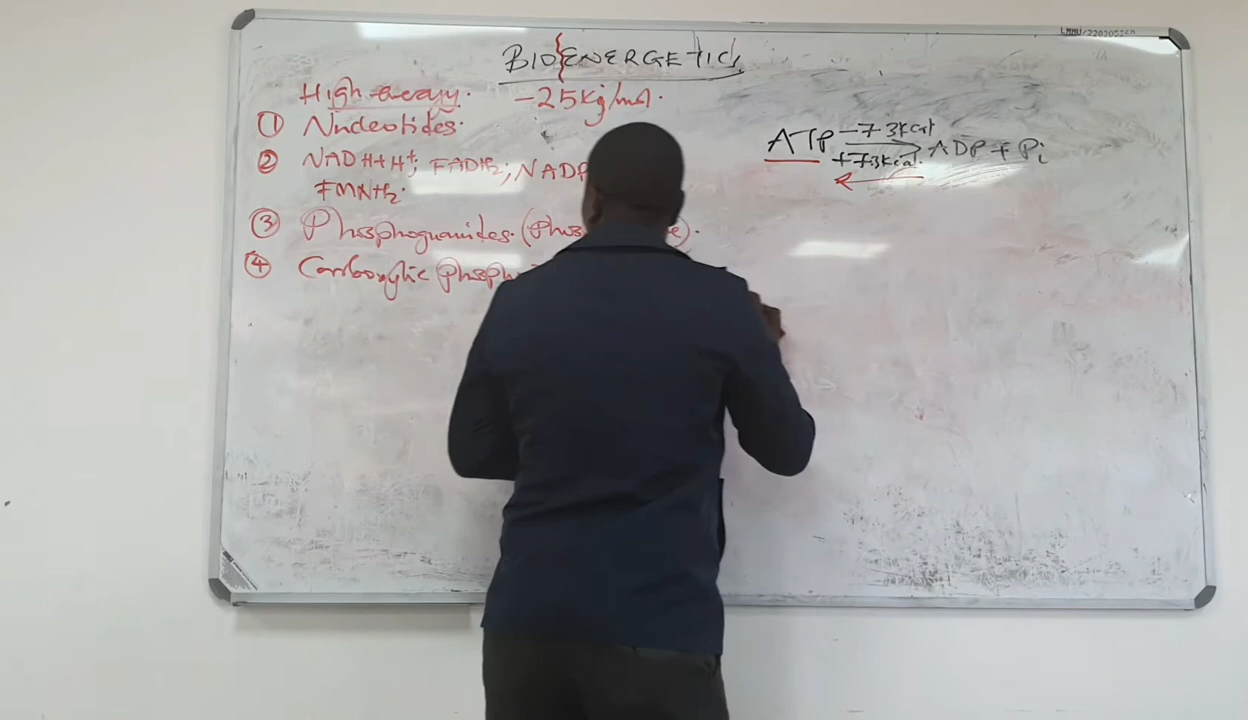 BIOENERGETICS
High energy. -25kj/mol.
① Nucleotides.
② NADH+H⁺; FADH₂; NADP
FMNH₂.
③ Phosphoguanides. (Phos e).
④ Carboxylic phosph
ATP -7.3kcal ADP + Pi
+7.3kcal.